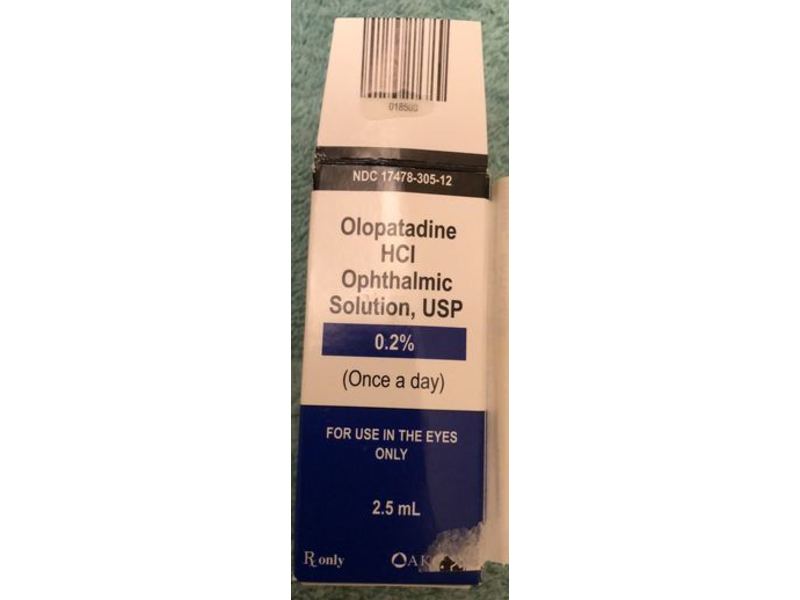 018500
NDC 17478-305-12
Olopatadine
HCl
Ophthalmic
Solution, USP
0.2%
(Once a day)
FOR USE IN THE EYES
ONLY
2.5 mL
Rx only